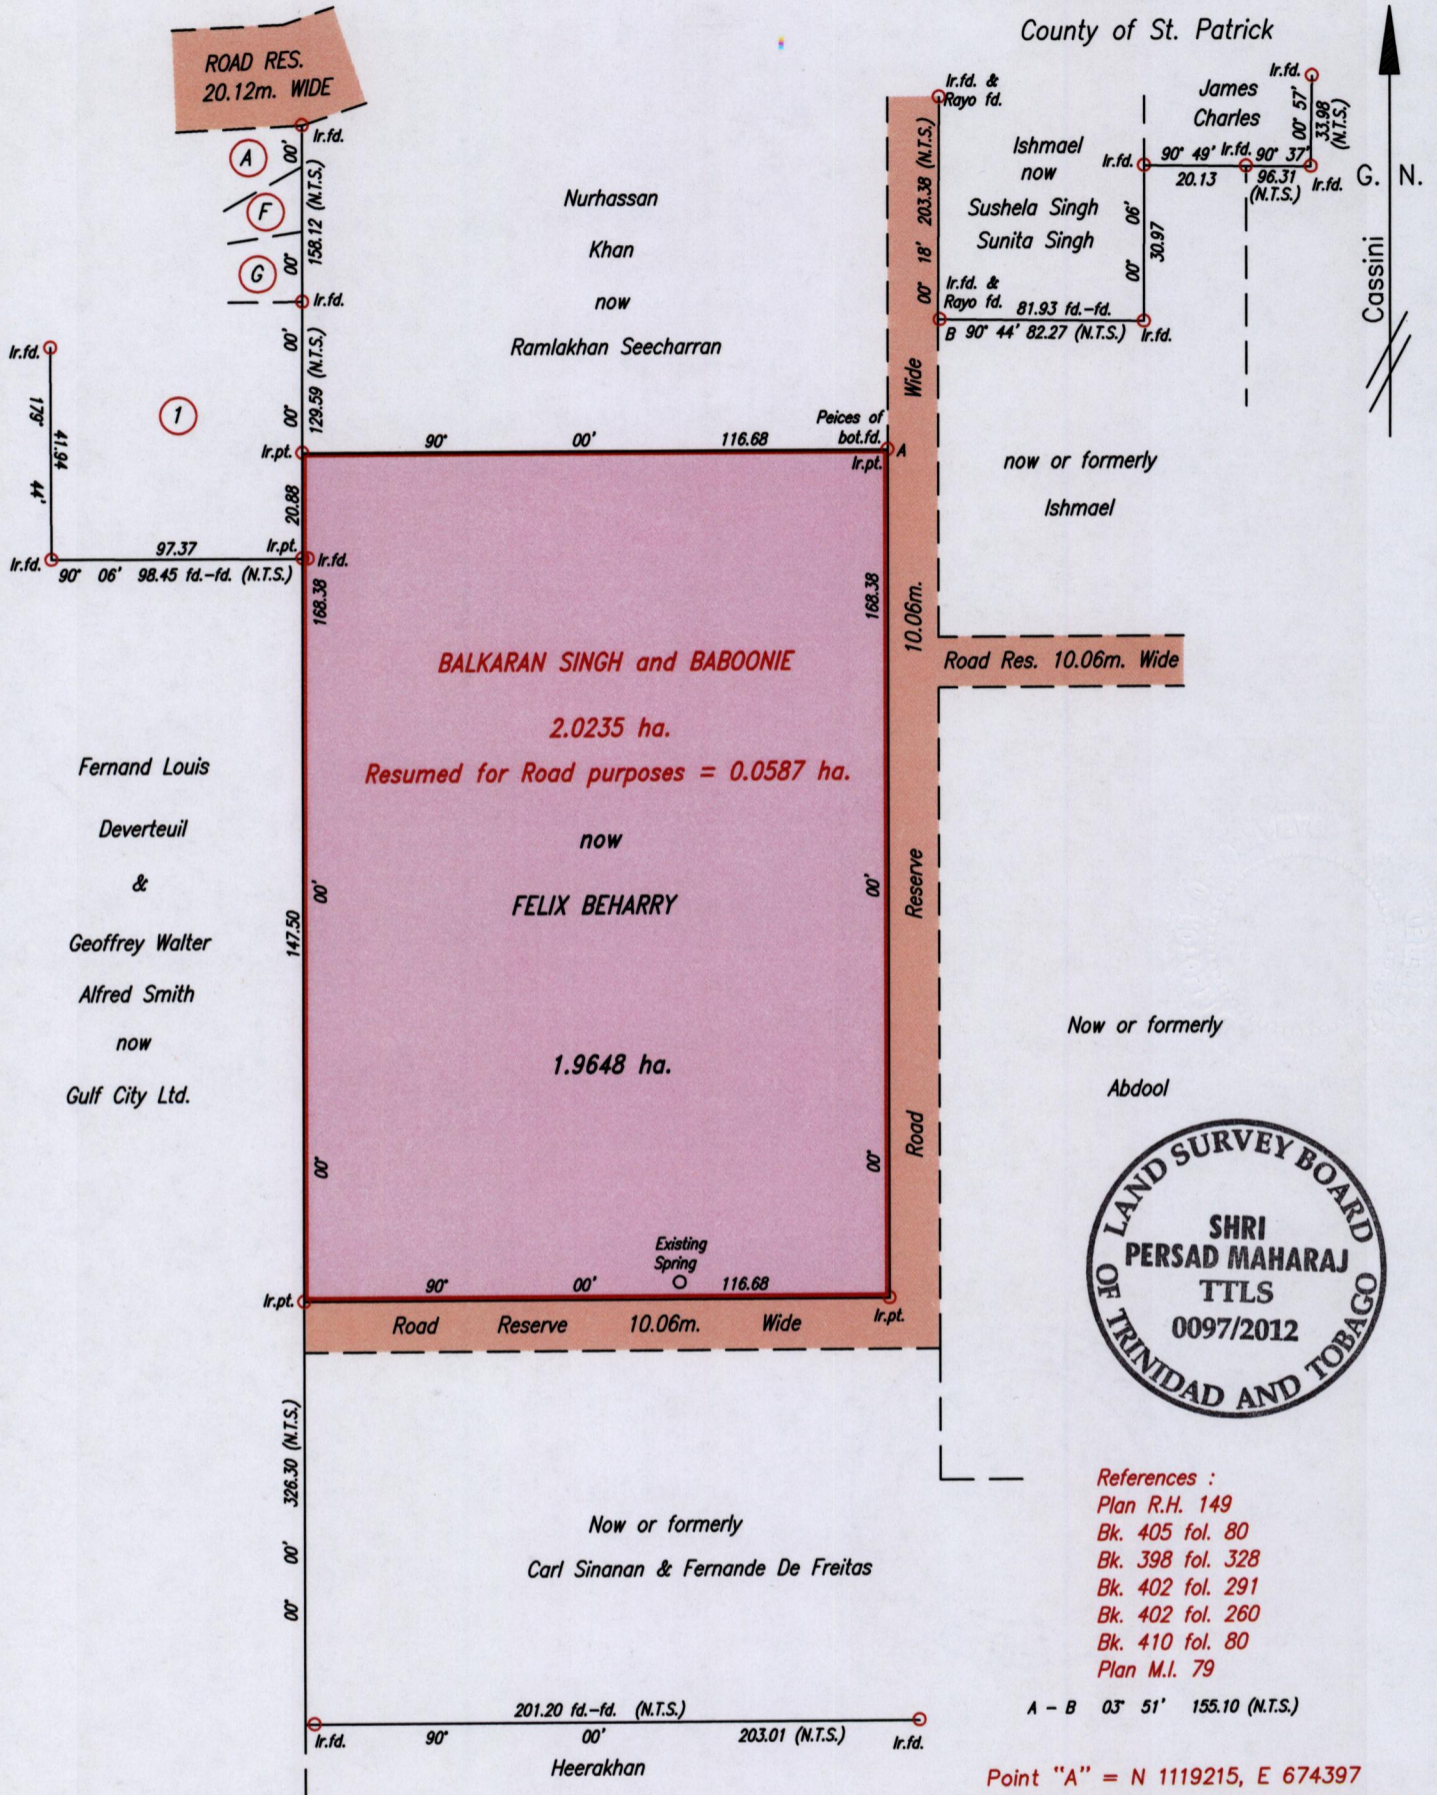 County of St. Patrick
ROAD RES.
20.12m. WIDE
Ir.fd.
A
F
G
00° 00'
158.12 (N.T.S.)
Ir.fd.
00° 00'
129.59 (N.T.S.)
Nurhassan
Khan
now
Ramlakhan Seecharran
Ir.fd. &
Rayo fd.
00° 18' 203.38 (N.T.S.)
Ishmael
now
Sushela Singh
Sunita Singh
Ir.fd. &
Rayo fd.
81.93 fd.-fd.
B 90° 44' 82.27 (N.T.S.)
Ir.fd.
00° 06'
30.97
Ir.fd.
90° 49'
20.13
Ir.fd.
90° 37'
96.31
(N.T.S.)
Ir.fd.
James
Charles
Ir.fd.
00° 57'
33.98
(N.T.S.)
G. N.
Cassini
Ir.fd.
179° 44'
41.94
1
Ir.fd.
97.37
90° 06' 98.45 fd.-fd. (N.T.S.)
Ir.pt.
Ir.fd.
Ir.pt.
20.88
90° 00' 116.68
Peices of
bot.fd.
A
Ir.pt.
now or formerly
Ishmael
168.38
00° 00'
168.38
00° 00'
147.50
BALKARAN SINGH and BABOONIE
2.0235 ha.
Resumed for Road purposes = 0.0587 ha.
now
FELIX BEHARRY
1.9648 ha.
Road Reserve 10.06m. Wide
Road Res. 10.06m. Wide
Fernand Louis
Deverteuil
&
Geoffrey Walter
Alfred Smith
now
Gulf City Ltd.
Now or formerly
Abdool
Existing
Spring
90° 00' 116.68
Ir.pt.
Ir.pt.
Road Reserve 10.06m. Wide
LAND SURVEY BOARD
OF TRINIDAD AND TOBAGO
SHRI
PERSAD MAHARAJ
TTLS
0097/2012
00° 00' 326.30 (N.T.S.)
Now or formerly
Carl Sinanan & Fernande De Freitas
References :
Plan R.H. 149
Bk. 405 fol. 80
Bk. 398 fol. 328
Bk. 402 fol. 291
Bk. 402 fol. 260
Bk. 410 fol. 80
Plan M.I. 79
A - B 03° 51' 155.10 (N.T.S.)
201.20 fd.-fd. (N.T.S.)
Ir.fd.
90° 00' 203.01 (N.T.S.)
Ir.fd.
Heerakhan
Point "A" = N 1119215, E 674397